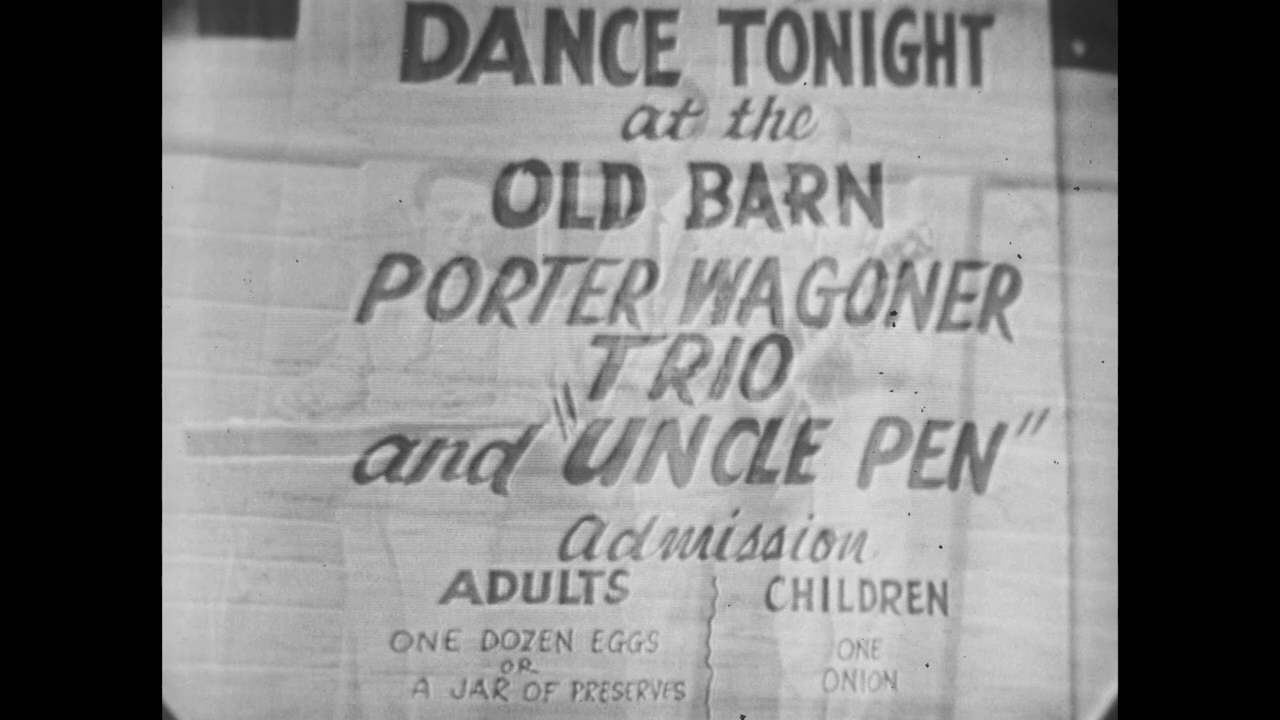 DANCE TONIGHT
at the
OLD BARN
PORTER WAGONER
TRIO
and "UNCLE PEN"
admission
ADULTS
ONE DOZEN EGGS
OR
A JAR OF PRESERVES
CHILDREN
ONE
ONION